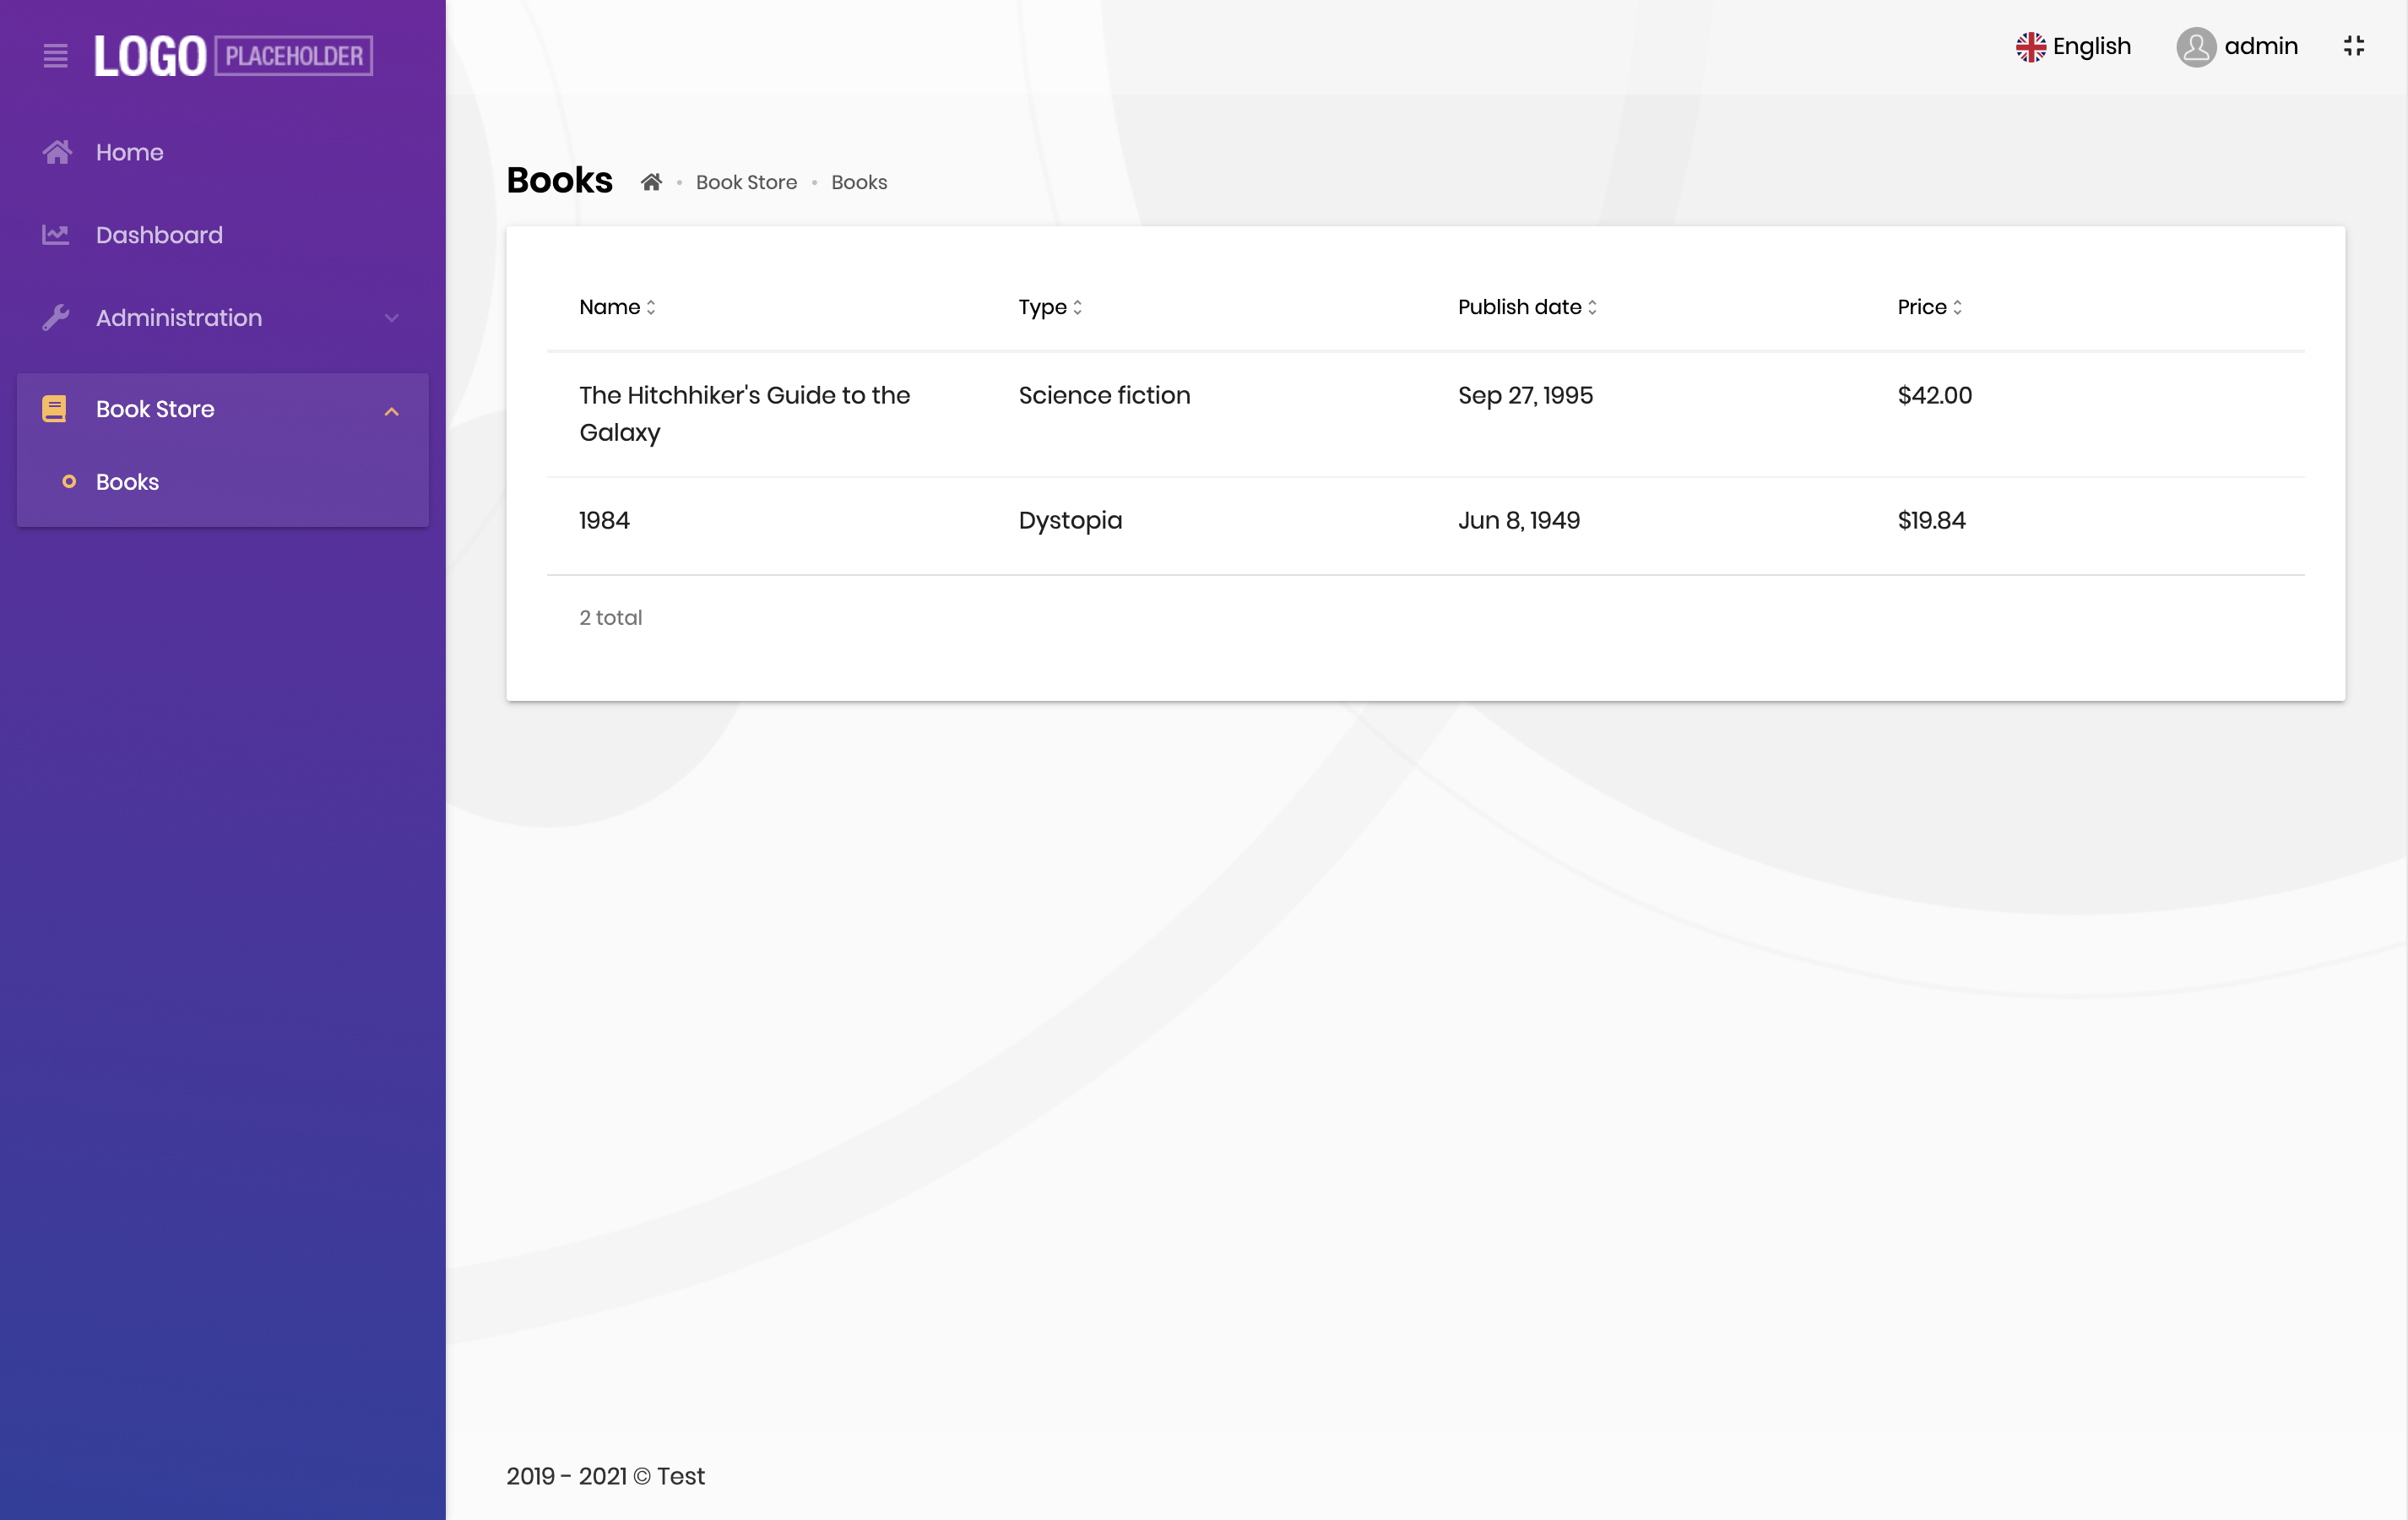 LOGO PLACEHOLDER
Home
Dashboard
Administration
Book Store
Books
English
admin
Books
Book Store • Books
Name Type Publish date Price
The Hitchhiker's Guide to the Science fiction Sep 27, 1995 $42.00
Galaxy
1984 Dystopia Jun 8, 1949 $19.84
2 total
2019 - 2021 © Test